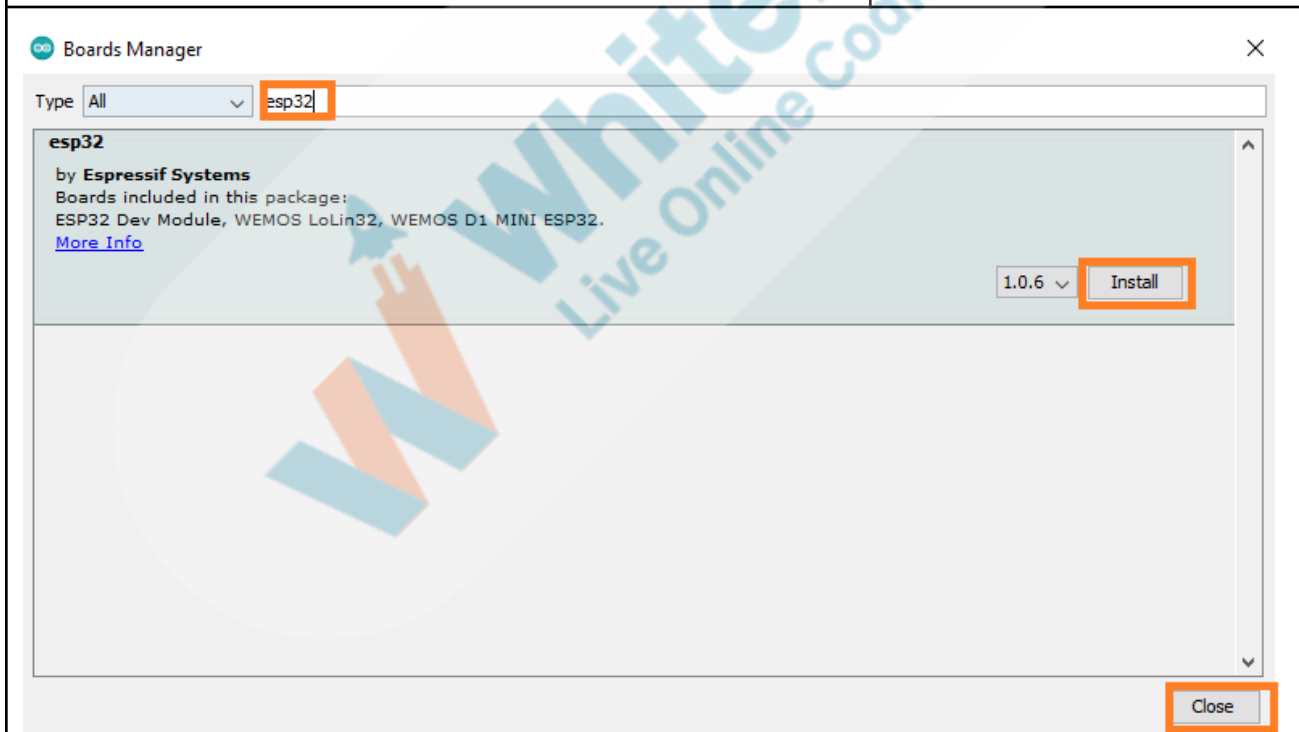 Boards Manager
Type All esp32
esp32
by Espressif Systems
Boards included in this package:
ESP32 Dev Module, WEMOS LoLin32, WEMOS D1 MINI ESP32.
More Info
1.0.6 Install
Close
White
Live Online